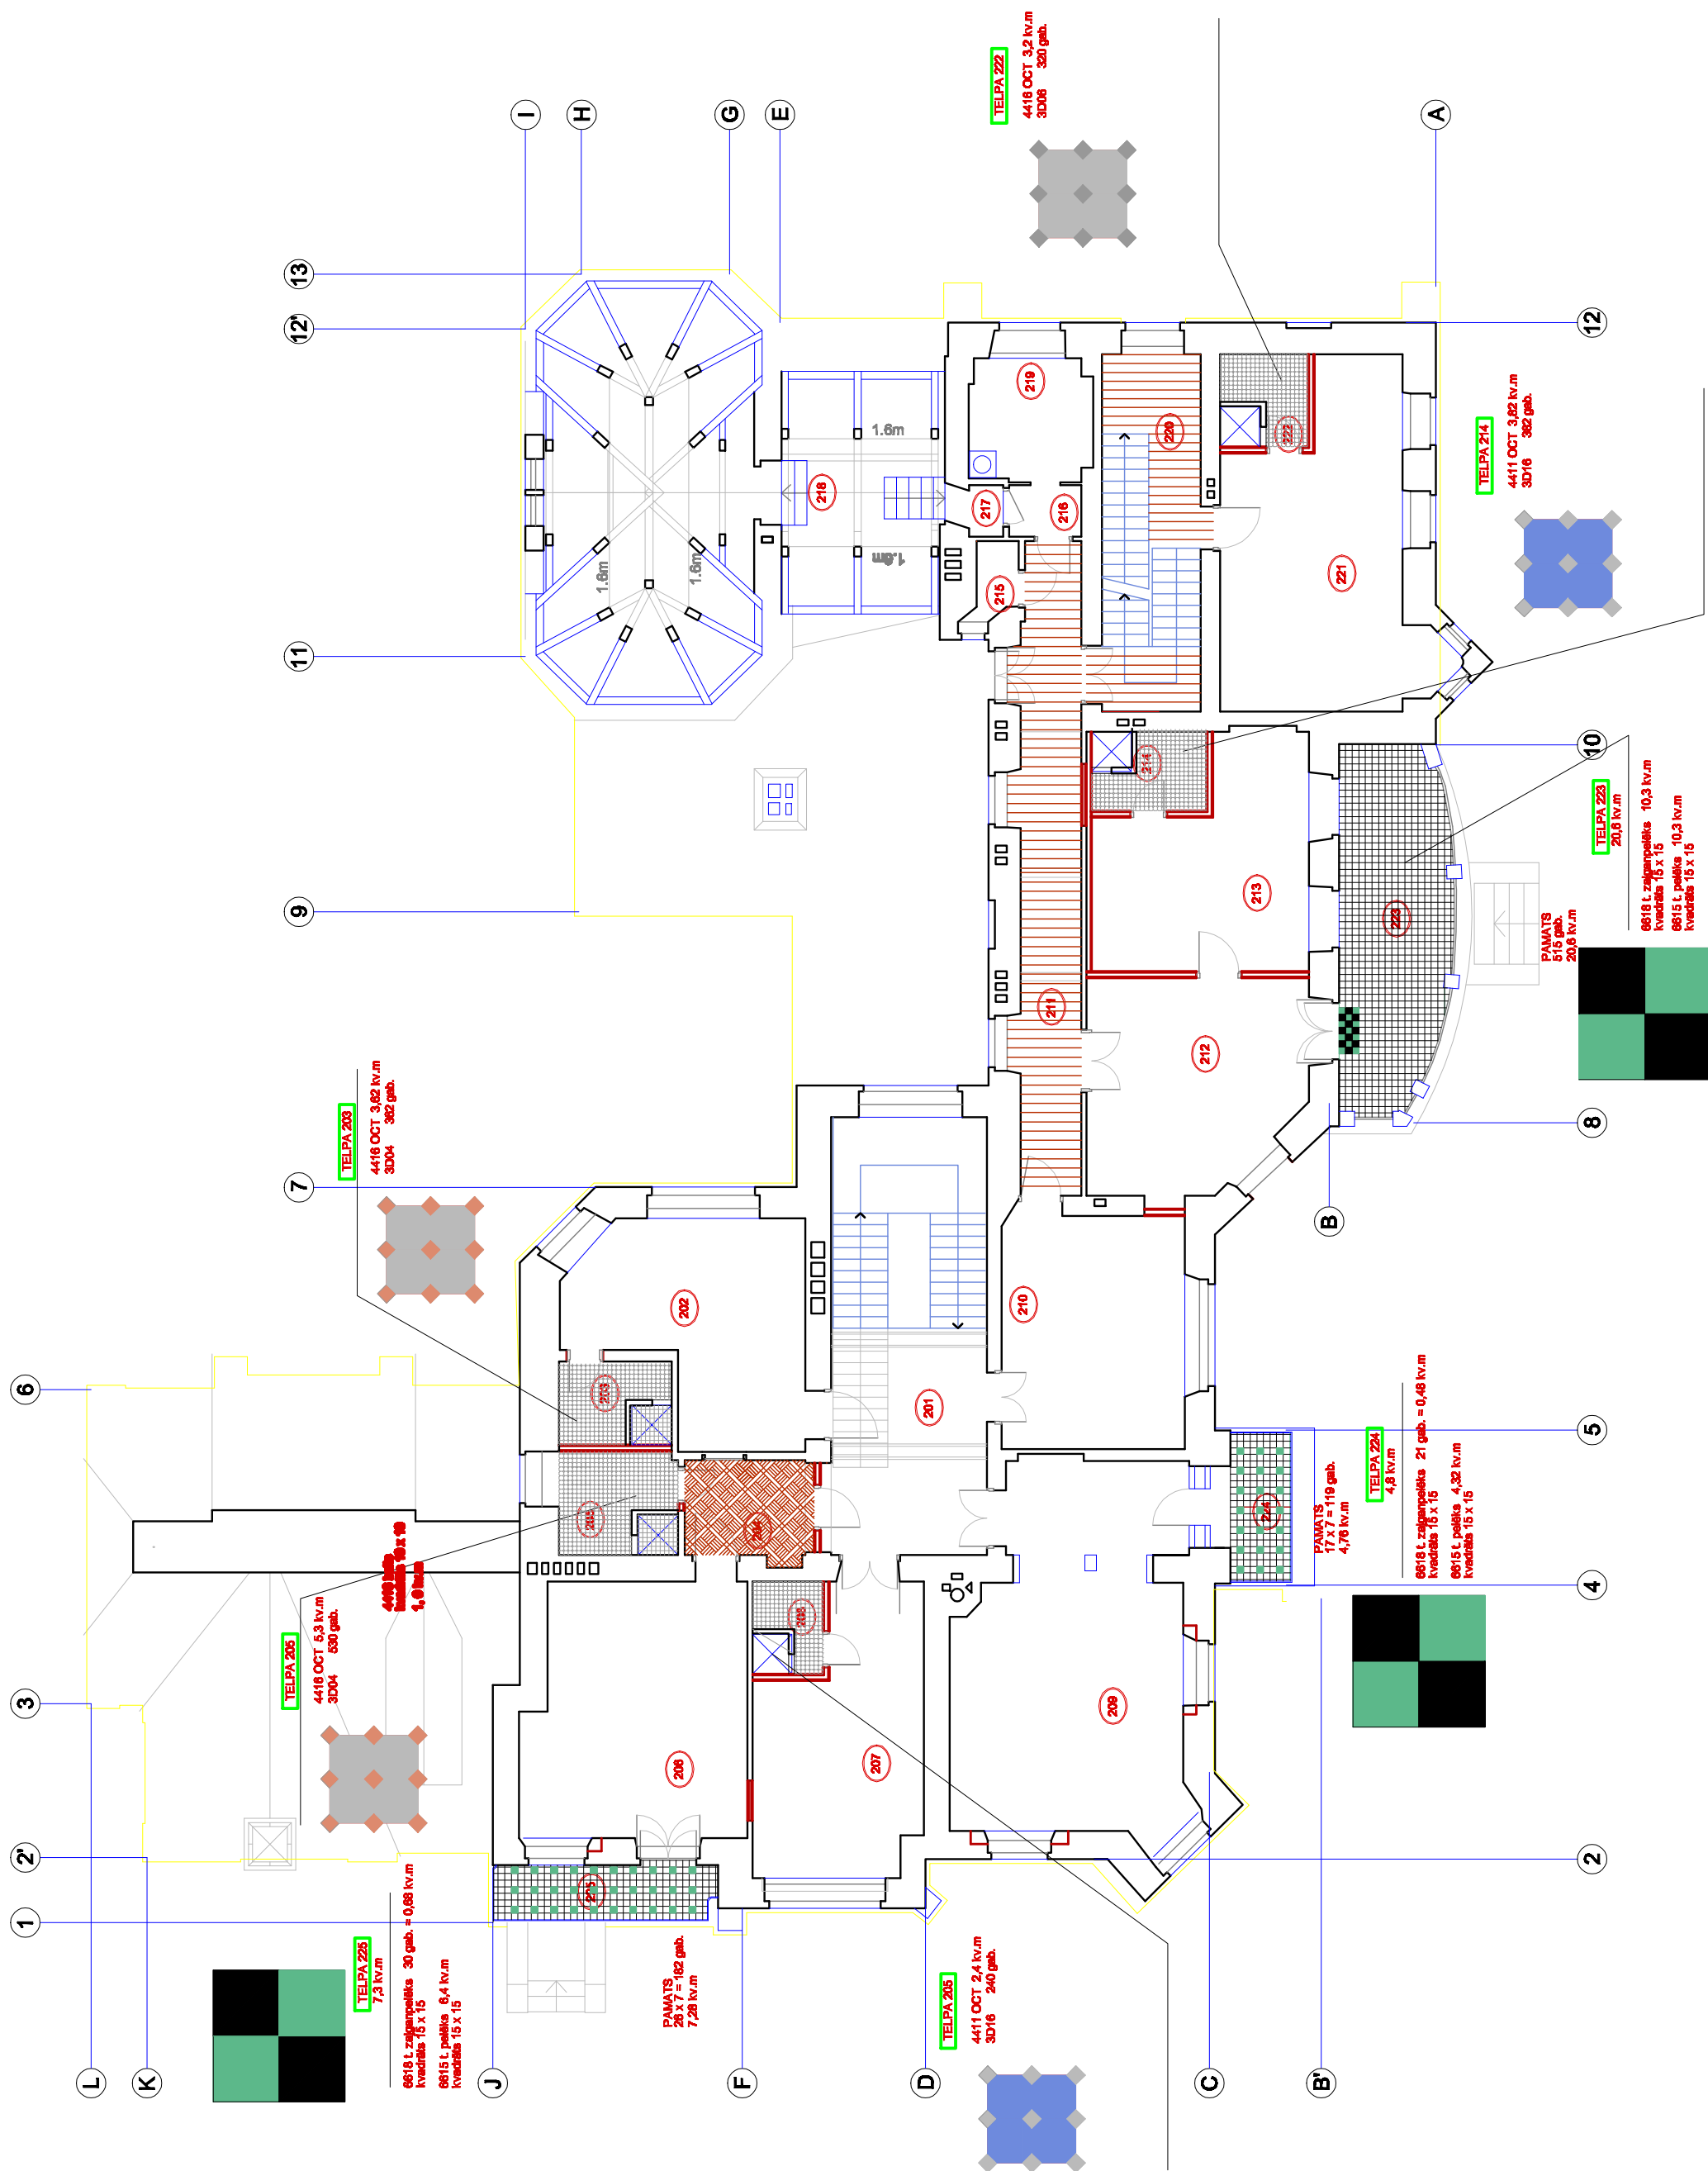 TELPA 222
4416 OCT 3,2 kv.m
3D06 320 gab.
I
H
G
E
A
13
12'
11
9
7
12
10
8
B
TELPA 214
4411 OCT 3,82 kv.m
3D16 382 gab.
TELPA 223
20,6 kv.m
6618 t. zaļganpelēks 10,3 kv.m
kvadrāts 15 x 15
6615 t. pelēks 10,3 kv.m
kvadrāts 15 x 15
PAMATS
515 gab.
20,6 kv.m
TELPA 203
4416 OCT 3,62 kv.m
3D04 362 gab.
219
220
222
218
217
216
215
221
1.6m
1.6m
1.6m
1.6m
214
213
223
211
212
202
203
210
201
205
204
224
208
209
206
207
225
6
5
4
3
2'
2
1
TELPA 224
4,8 kv.m
6618 t. zaļganpelēks 21 gab. = 0,48 kv.m
kvadrāts 15 x 15
6615 t. pelēks 4,32 kv.m
kvadrāts 15 x 15
PAMATS
17 x 7 = 119 gab.
4,76 kv.m
TELPA 205
4416 OCT 5,3 kv.m
3D04 530 gab.
TELPA 225
7,3 kv.m
6618 t. zaļganpelēks 30 gab. = 0,68 kv.m
kvadrāts 15 x 15
6615 t. pelēks 6,4 kv.m
kvadrāts 15 x 15
PAMATS
26 x 7 = 182 gab.
7,28 kv.m
TELPA 205
4411 OCT 2,4 kv.m
3D16 240 gab.
L
K
J
F
D
C
B'